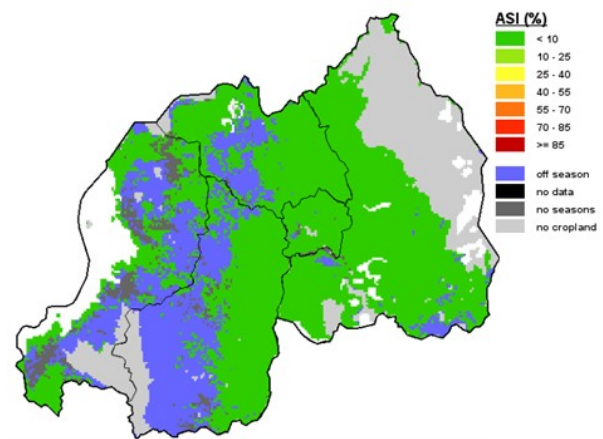 ASI (%)
< 10
10 - 25
25 - 40
40 - 55
55 - 70
70 - 85
>= 85
off season
no data
no seasons
no cropland